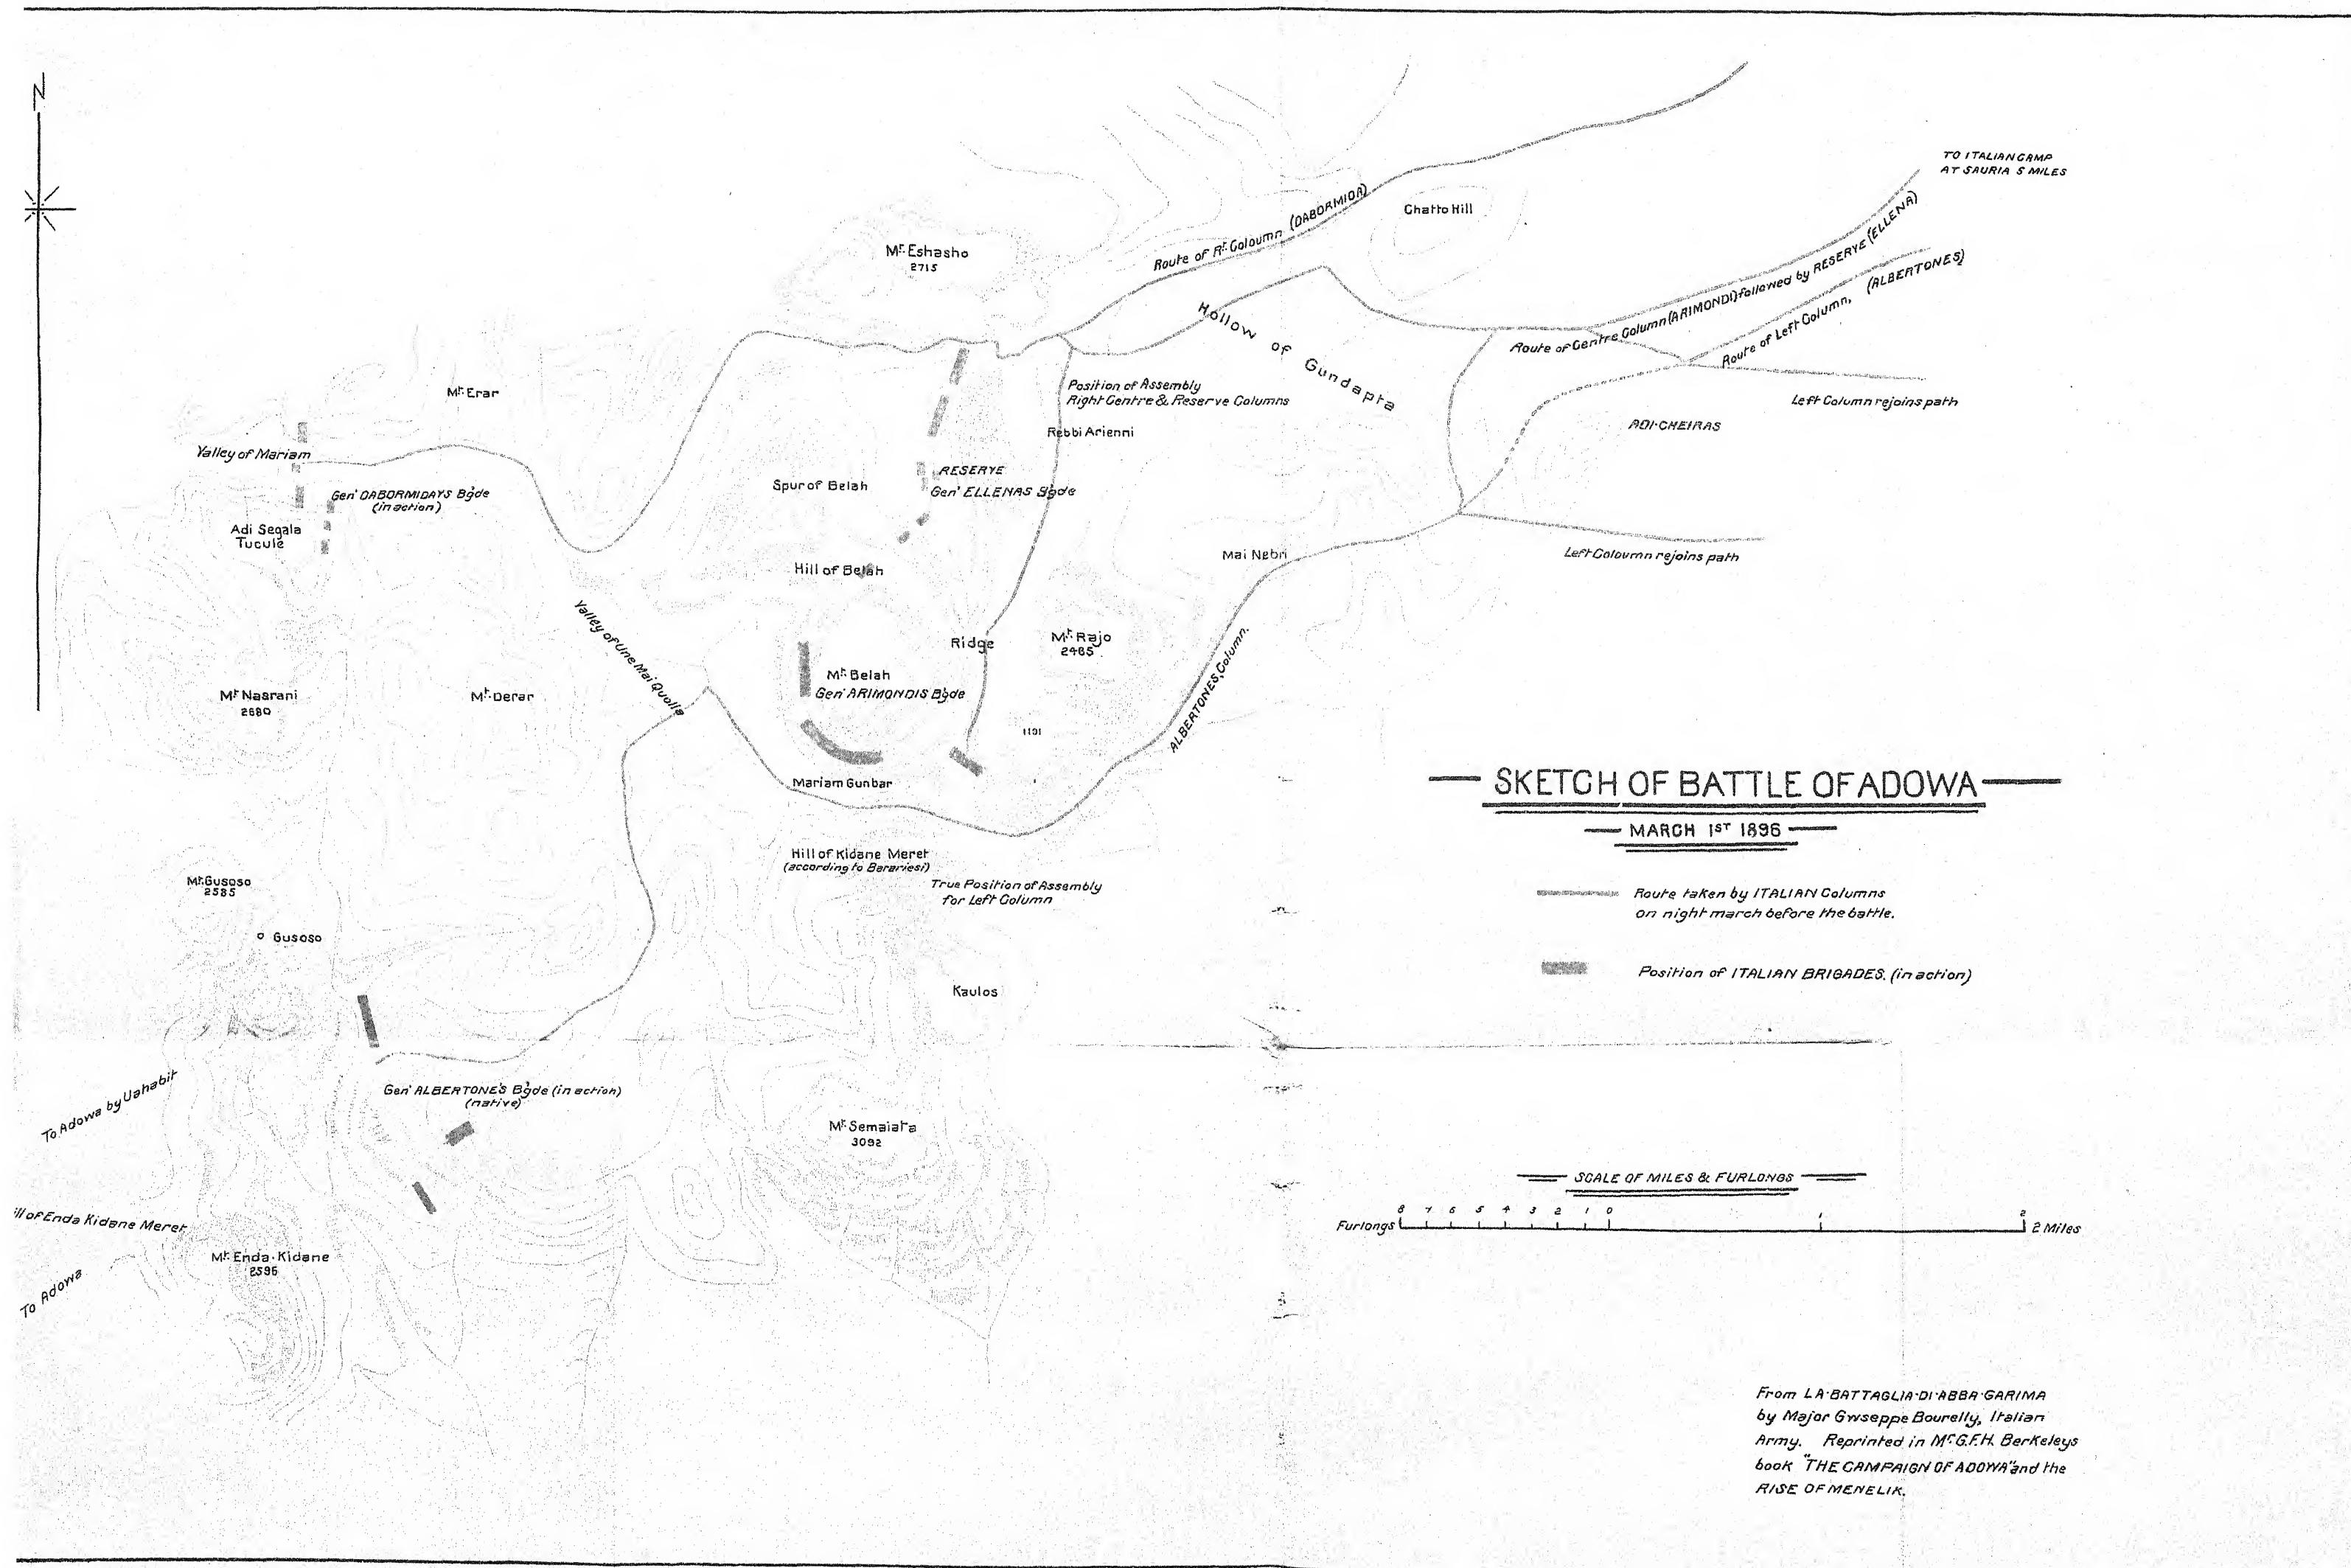 N
TO ITALIAN CAMP
AT SAURIA 5 MILES
Chatto Hill
Route of Rt. Coloumn (DABORMIDA)
Mt. Eshasho
2715
Route of Centre Column (ARIMONDI) followed by RESERVE (ELLENA)
Route of Left Column, (ALBERTONES)
Hollow of Gundapta
Mt. Erar
Position of Assembly
Right Centre & Reserve Columns
Left Column rejoins path
ADI·CHEIRAS
Rebbi Arienni
Valley of Mariam
RESERVE
Gen' ELLENAS Bgde
Spur of Belah
Gen' DABORMIDAYS Bgde
(in action)
Adi Segala
Tucule
Mai Nebri
Left Coloumn rejoins path
Hill of Belah
Valley of Une Mai Quolla
Ridge
Mt. Rajo
2465
ALBERTONES, Column.
Mt. Belah
Gen' ARIMONDIS Bgde
Mt Nasrani
2680
Mt. Derar
1191
Mariam Gunbar
SKETCH OF BATTLE OF ADOWA
MARCH 1ST 1896
Hill of Kidane Meret
(according to Barariesi)
True Position of Assembly
for Left Column
Mt. Gusoso
2585
Gusoso
Route taken by ITALIAN Columns
on night march before the battle.
Position of ITALIAN BRIGADES. (in action)
Kaulos
To Adowa by Uahabit
Gen' ALBERTONE'S Bgde (in action)
(native)
Mt. Semaiata
3092
SCALE OF MILES & FURLONGS
8 7 6 5 4 3 2 1 0 1 2
Furlongs
2 Miles
ill of Enda Kidane Meret
Mt. Enda·Kidane
2596
To Adowa
From LA·BATTAGLIA·DI·ABBA·GARIMA
by Major Gwseppe Bourelly, Italian
Army. Reprinted in Mr. G.F.H. Berkeleys
book "THE CAMPAIGN OF ADOWA" and the
RISE OF MENELIK.